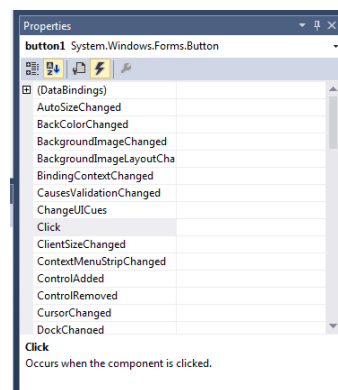 Properties
button1 System.Windows.Forms.Button
(DataBindings)
AutoSizeChanged
BackColorChanged
BackgroundImageChanged
BackgroundImageLayoutCha
BindingContextChanged
CausesValidationChanged
ChangeUICues
Click
ClientSizeChanged
ContextMenuStripChanged
ControlAdded
ControlRemoved
CursorChanged
DockChanged
Click
Occurs when the component is clicked.